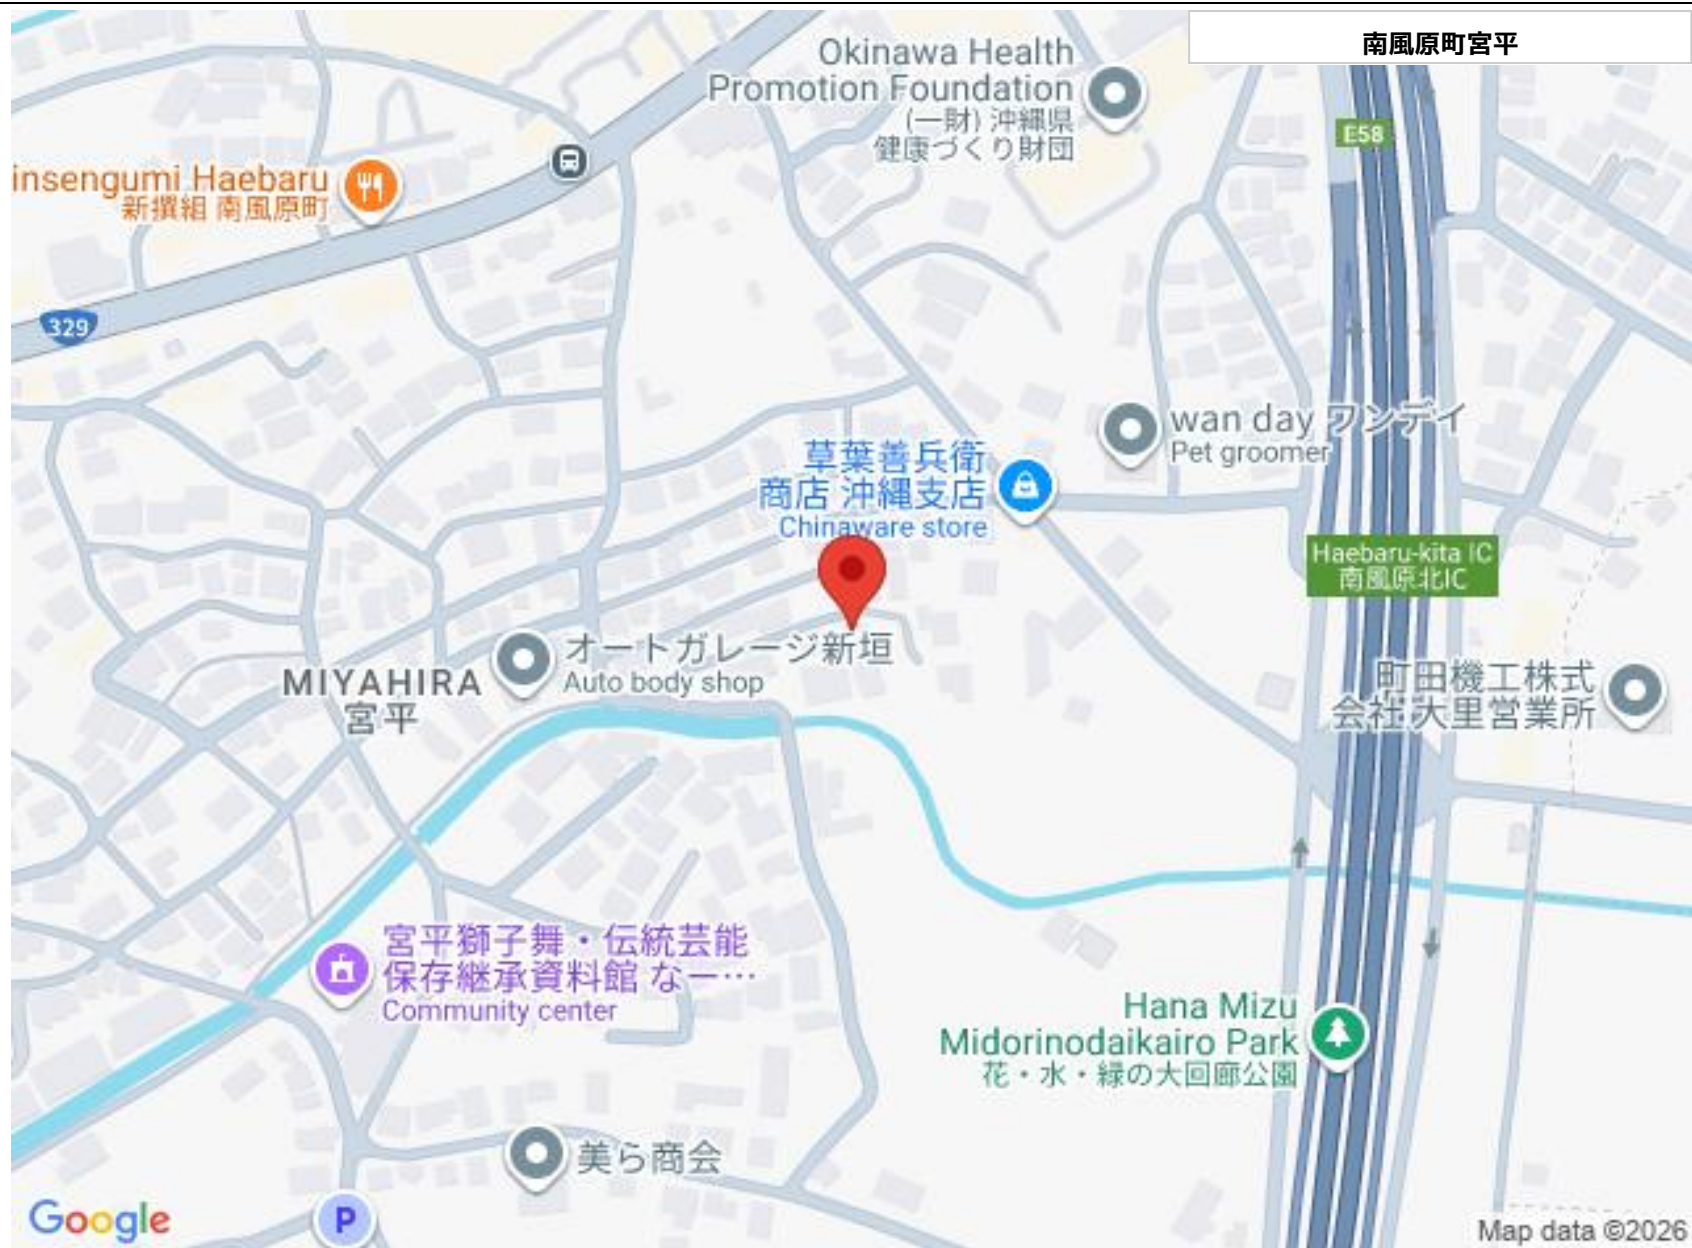 南風原町宮平
Okinawa Health
Promotion Foundation
(一財) 沖縄県
健康づくり財団
E58
insengumi Haebaru
新撰組 南風原町
329
wan day ワンデイ
Pet groomer
草葉善兵衛
商店 沖縄支店
Chinaware store
Haebaru-kita IC
南風原北IC
オートガレージ新垣
Auto body shop
MIYAHIRA
宮平
町田機工株式
会社 大里営業所
宮平獅子舞・伝統芸能
保存継承資料館 なー…
Community center
Hana Mizu
Midorinodaikairo Park
花・水・緑の大回廊公園
美ら商会
P
Google
Map data ©2026